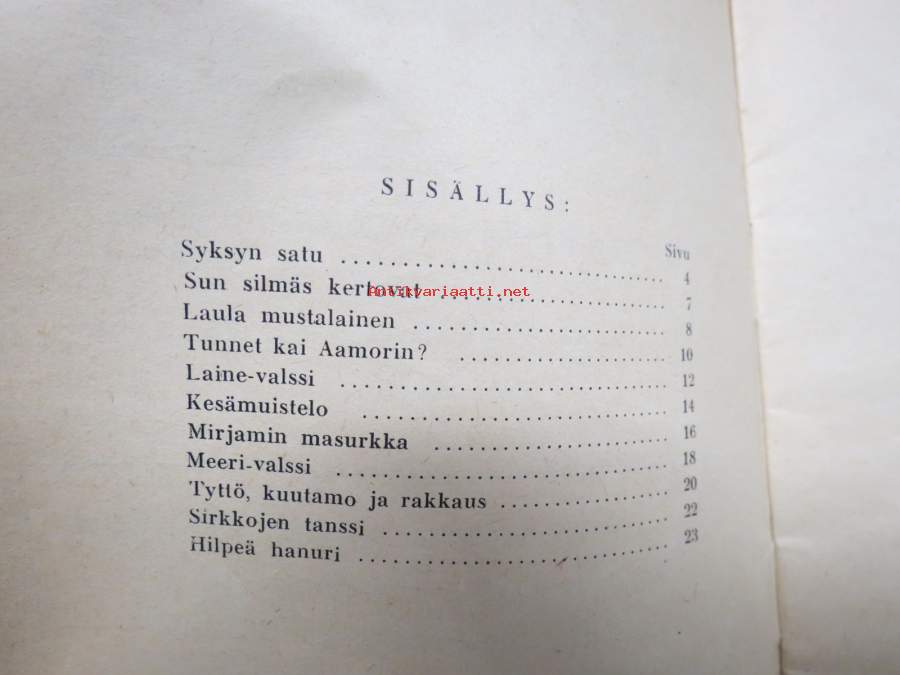 SISÄLLYS:
Sivu
Syksyn satu ........................ 4
Sun silmäs kertovat ........................ 7
Antikvariaatti.net
Laula mustalainen ........................ 8
Tunnet kai Aamorin? ........................ 10
Laine-valssi ........................ 12
Kesämuistelo ........................ 14
Mirjamin masurkka ........................ 16
Meeri-valssi ........................ 18
Tyttö, kuutamo ja rakkaus ........................ 20
Sirkkojen tanssi ........................ 22
Hilpeä hanuri ........................ 23